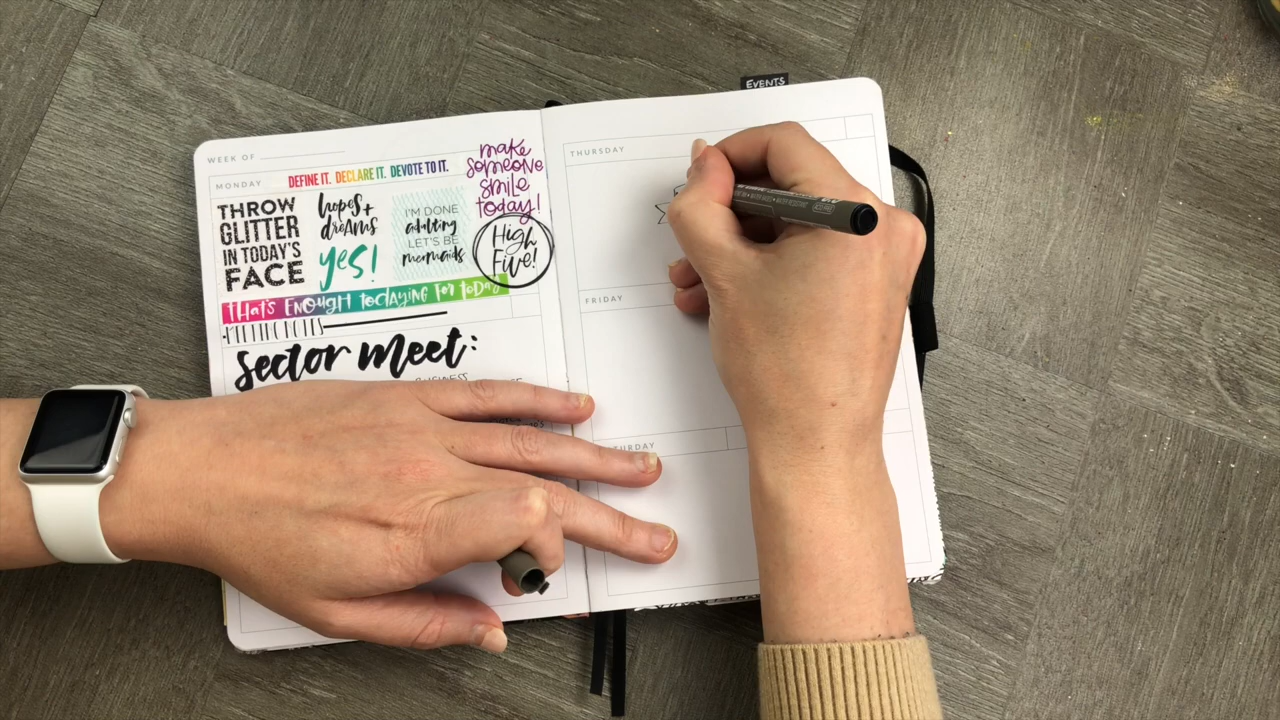 EVENTS
WEEK OF
MONDAY
DEFINE IT. DECLARE IT. DEVOTE TO IT.
make
someone
smile
today!
THROW
GLITTER
IN TODAY'S
FACE
hopes +
dreams
yes!
I'M DONE
adulting
LET'S BE
mermaids
High
Five!
THAT'S ENOUGH TODAYING FOR TODAY
Sector Meet:
BUSINESS
THURSDAY
FRIDAY
URDAY